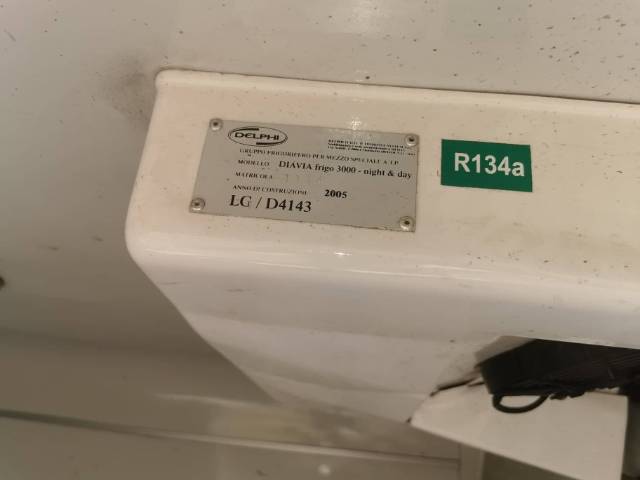 DELPHI
GRUPPO FRIGORIFERO PER MEZZO SPECIALE A.T.P.
MODELLO DIAVIA frigo 3000 - night & day
MATRICOLA
ANNO DI COSTRUZIONE 2005
LG / D4143
R134a